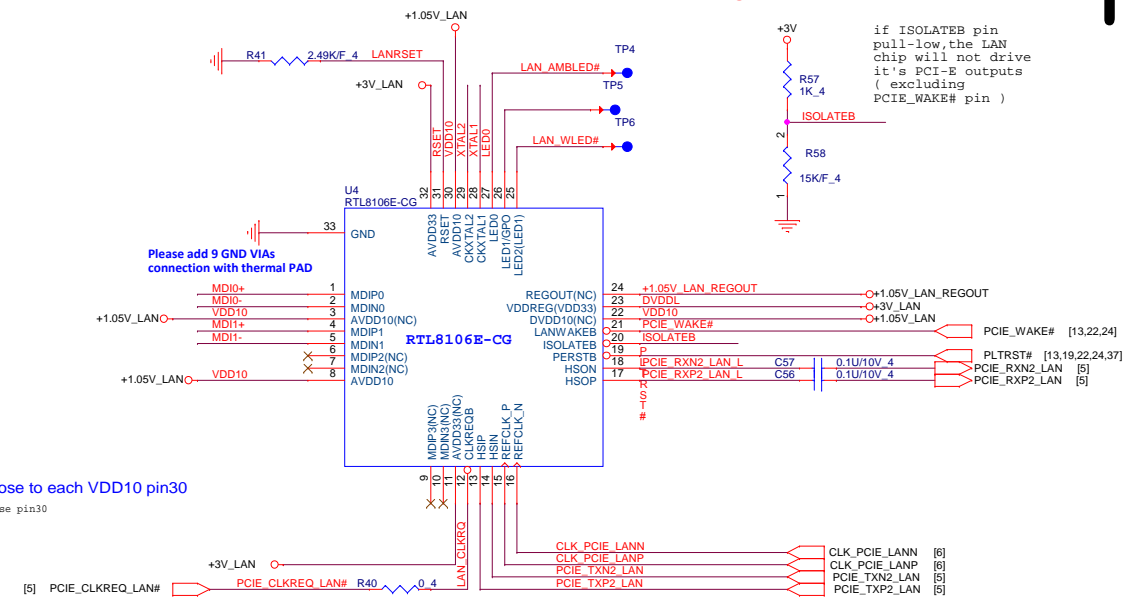 +1.05V_LAN
R41 2.49K/F_4 LANRSET
+3V_LAN
TP4
LAN_AMBLED#
TP5
TP6
LAN_WLED#
+3V
R57
1K_4
ISOLATEB
2
R58
15K/F_4
1
if ISOLATEB pin
pull-low,the LAN
chip will not drive
it's PCI-E outputs
( excluding
PCIE_WAKE# pin )
RSET
VDD10
XTAL2
XTAL1
LED0
32
31
30
29
28
27
26
25
U4
RTL8106E-CG
AVDD33
RSET
AVDD10
CKXTAL2
CKXTAL1
LED0
LED1/GPO
LED2(LED1)
33 GND
Please add 9 GND VIAs
connection with thermal PAD
MDI0+ 1 MDIP0
MDI0- 2 MDIN0
+1.05V_LAN VDD10 3 AVDD10(NC)
MDI1+ 4 MDIP1
MDI1- 5 MDIN1
6 MDIP2(NC)
7 MDIN2(NC)
+1.05V_LAN VDD10 8 AVDD10
RTL8106E-CG
REGOUT(NC) 24 +1.05V_LAN_REGOUT +1.05V_LAN_REGOUT
VDDREG(VDD33) 23 DVDDL +3V_LAN
DVDD10(NC) 22 VDD10 +1.05V_LAN
LANWAKEB 21 PCIE_WAKE# PCIE_WAKE# [13,22,24]
ISOLATEB 20 ISOLATEB
PERSTB 19 PLTRST# [13,19,22,24,37]
HSON 18 PCIE_RXN2_LAN_L C57 0.1U/10V_4 PCIE_RXN2_LAN [5]
HSOP 17 PCIE_RXP2_LAN_L C56 0.1U/10V_4 PCIE_RXP2_LAN [5]
MDIP3(NC)
MDIN3(NC)
AVDD33(NC)
CLKREQB
HSIP
HSIN
REFCLK_P
REFCLK_N
9
10
11
12
13
14
15
16
ose to each VDD10 pin30
se pin30
LAN_CLKRQ
+3V_LAN
[5] PCIE_CLKREQ_LAN# PCIE_CLKREQ_LAN# R40 0_4
CLK_PCIE_LANN CLK_PCIE_LANN [6]
CLK_PCIE_LANP CLK_PCIE_LANP [6]
PCIE_TXN2_LAN PCIE_TXN2_LAN [5]
PCIE_TXP2_LAN PCIE_TXP2_LAN [5]